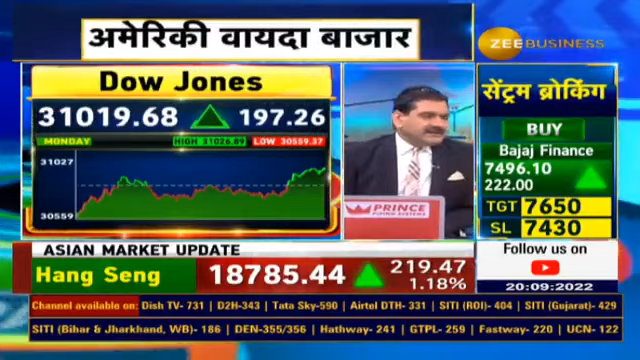 अमेरिकी वायदा बाजार
ZEE BUSINESS
Dow Jones
31019.68 197.26
MONDAY HIGH 31026.89 LOW 30559.37
31027
30559
PRINCE
PIPING SYSTEMS
सेंट्रम ब्रोकिंग
BUY
Bajaj Finance
7496.10
222.00
TGT 7650
SL 7430
ASIAN MARKET UPDATE
Hang Seng 18785.44 219.47
1.18%
Follow us on
20:09:2022
Channel available on: Dish TV- 731 | D2H-343 | Tata Sky-590 | Airtel DTH- 331 | SITI (ROI)- 404 | SITI (Gujarat)- 429
SITI (Bihar & Jharkhand, WB)- 186 | DEN-355/356 | Hathway- 241 | GTPL- 259 | Fastway- 220 | UCN- 122